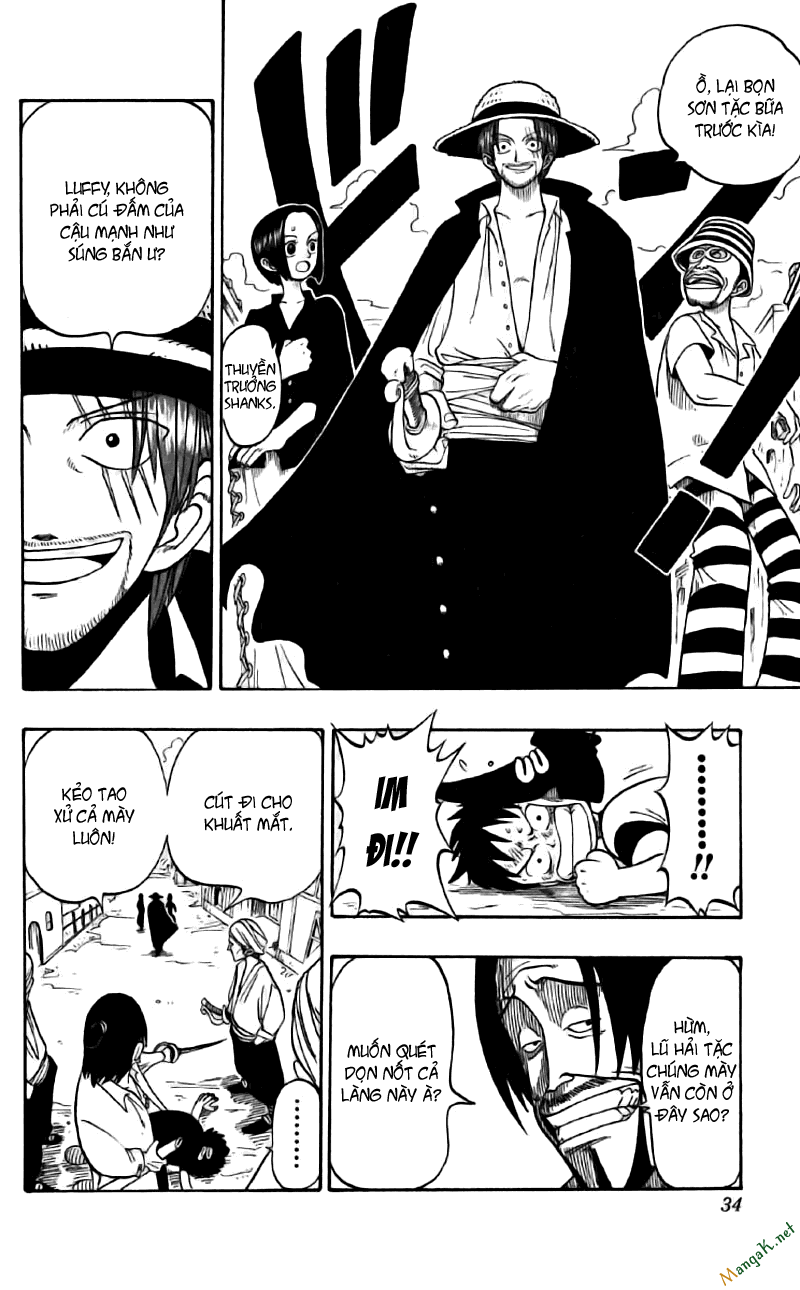 Ồ, LẠI BỌN
SƠN TẶC BỮA
TRƯỚC KÌA!
THUYỀN
TRƯỞNG
SHANKS.
LUFFY, KHÔNG
PHẢI CÚ ĐẤM CỦA
CẬU MẠNH NHƯ
SÚNG BẮN Ư?
.........!!
IM
ĐI!!
HỪM,
LŨ HẢI TẶC
CHÚNG MÀY
VẪN CÒN Ở
ĐÂY SAO?
MUỐN QUÉT
DỌN NỐT CẢ
LÀNG NÀY À?
CÚT ĐI CHO
KHUẤT MẮT.
KẺO TAO
XỬ CẢ MÀY
LUÔN!
.........
34
MangaK.net